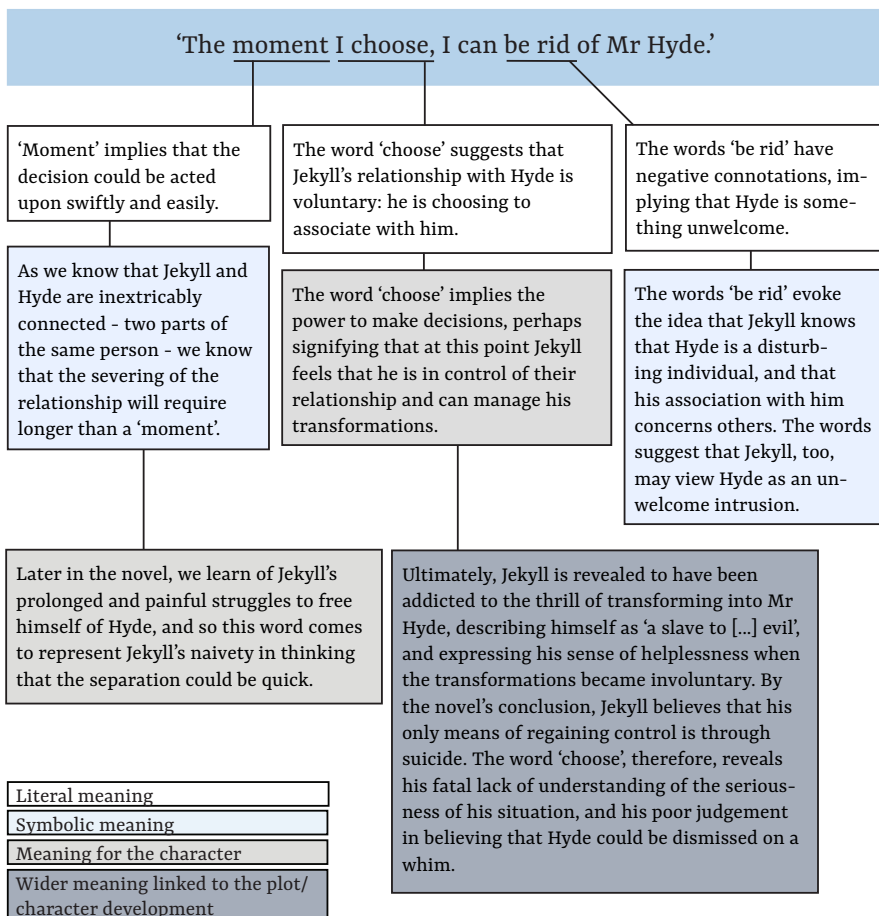 ‘The moment I choose, I can be rid of Mr Hyde.’
‘Moment’ implies that the
decision could be acted
upon swiftly and easily.
The word ‘choose’ suggests that
Jekyll’s relationship with Hyde is
voluntary: he is choosing to
associate with him.
The words ‘be rid’ have
negative connotations, im-
plying that Hyde is some-
thing unwelcome.
As we know that Jekyll and
Hyde are inextricably
connected - two parts of
the same person - we know
that the severing of the
relationship will require
longer than a ‘moment’.
The word ‘choose’ implies the
power to make decisions, perhaps
signifying that at this point Jekyll
feels that he is in control of their
relationship and can manage his
transformations.
The words ‘be rid’ evoke
the idea that Jekyll knows
that Hyde is a disturb-
ing individual, and that
his association with him
concerns others. The words
suggest that Jekyll, too,
may view Hyde as an un-
welcome intrusion.
Later in the novel, we learn of Jekyll’s
prolonged and painful struggles to free
himself of Hyde, and so this word comes
to represent Jekyll’s naivety in thinking
that the separation could be quick.
Ultimately, Jekyll is revealed to have been
addicted to the thrill of transforming into Mr
Hyde, describing himself as ‘a slave to [...] evil’,
and expressing his sense of helplessness when
the transformations became involuntary. By
the novel’s conclusion, Jekyll believes that his
only means of regaining control is through
suicide. The word ‘choose’, therefore, reveals
his fatal lack of understanding of the serious-
ness of his situation, and his poor judgement
in believing that Hyde could be dismissed on a
whim.
Literal meaning
Symbolic meaning
Meaning for the character
Wider meaning linked to the plot/
character development